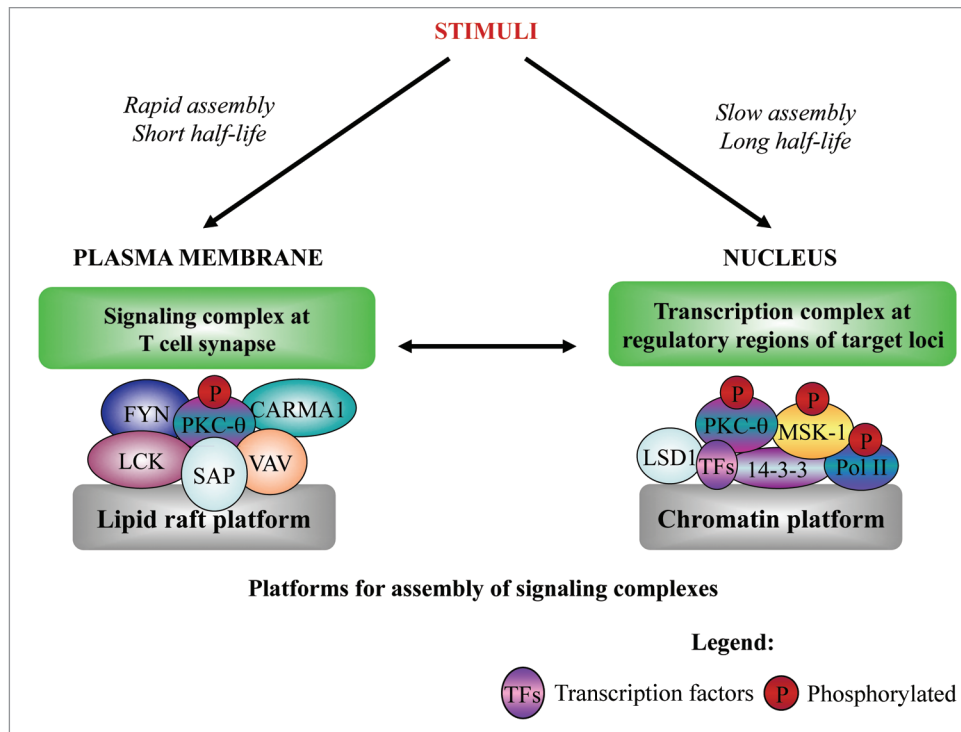 STIMULI
Rapid assembly
Short half-life
Slow assembly
Long half-life
PLASMA MEMBRANE
NUCLEUS
Signaling complex at
T cell synapse
Transcription complex at
regulatory regions of target loci
P
FYN
PKC-θ
CARMA1
LCK
SAP
VAV
Lipid raft platform
P
P
PKC-θ
MSK-1
P
LSD1
TFs
14-3-3
Pol II
Chromatin platform
Platforms for assembly of signaling complexes
Legend:
TFs Transcription factors
P Phosphorylated